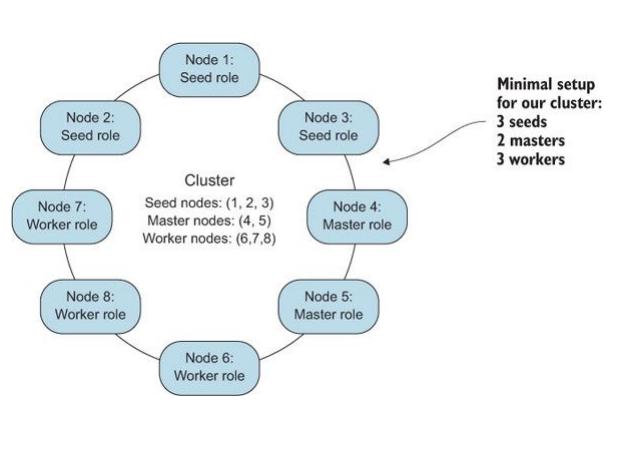 Node 1:
Seed role
Node 2:
Seed role
Node 3:
Seed role
Minimal setup
for our cluster:
3 seeds
2 masters
3 workers
Cluster
Seed nodes: (1, 2, 3)
Master nodes: (4, 5)
Worker nodes: (6,7,8)
Node 7:
Worker role
Node 4:
Master role
Node 8:
Worker role
Node 5:
Master role
Node 6:
Worker role